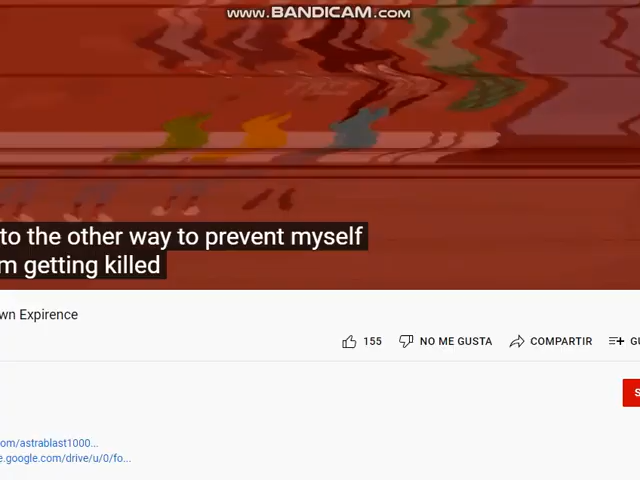 www.BANDICAM.com
to the other way to prevent myself
m getting killed
wn Expirence
155 NO ME GUSTA COMPARTIR GU
S
om/astrablast1000...
e.google.com/drive/u/0/fo...